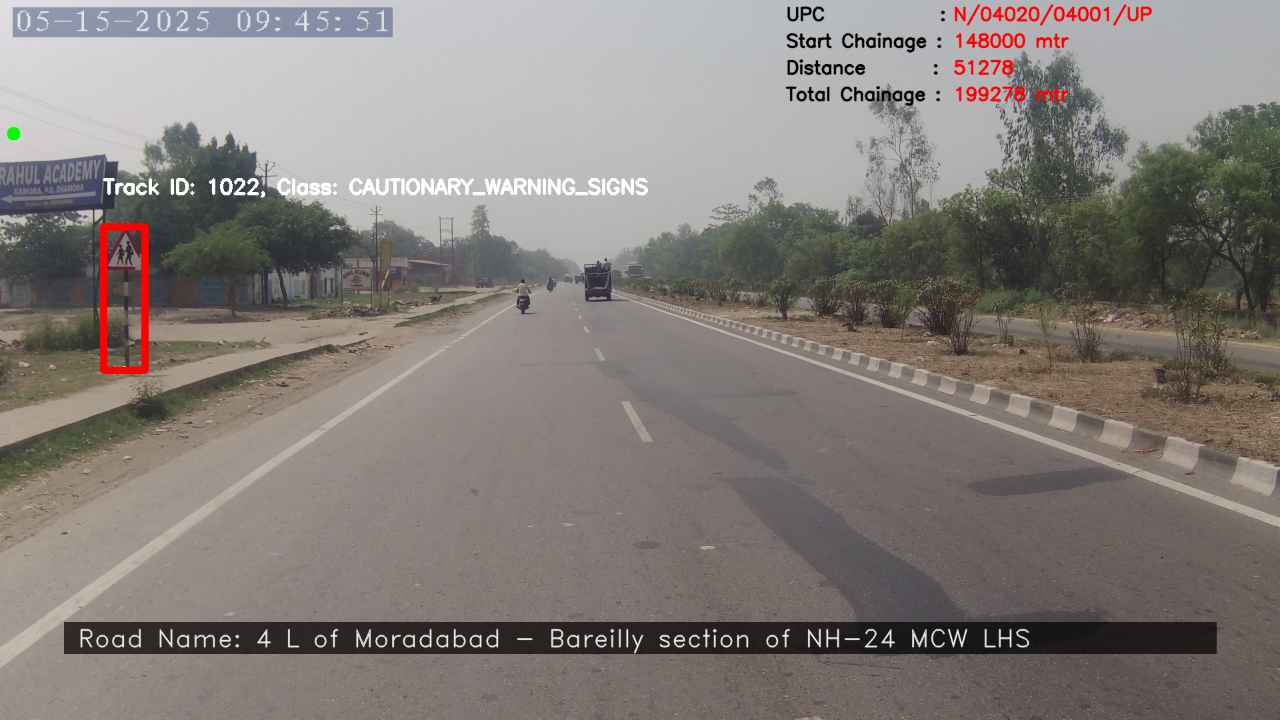 05-15-2025 09:45:51
UPC : N/04020/04001/UP
Start Chainage : 148000 mtr
Distance : 51278
Total Chainage : 199278 mtr
RAHUL ACADEMY
Track ID: 1022, Class: CAUTIONARY_WARNING_SIGNS
Road Name: 4 L of Moradabad - Bareilly section of NH-24 MCW LHS